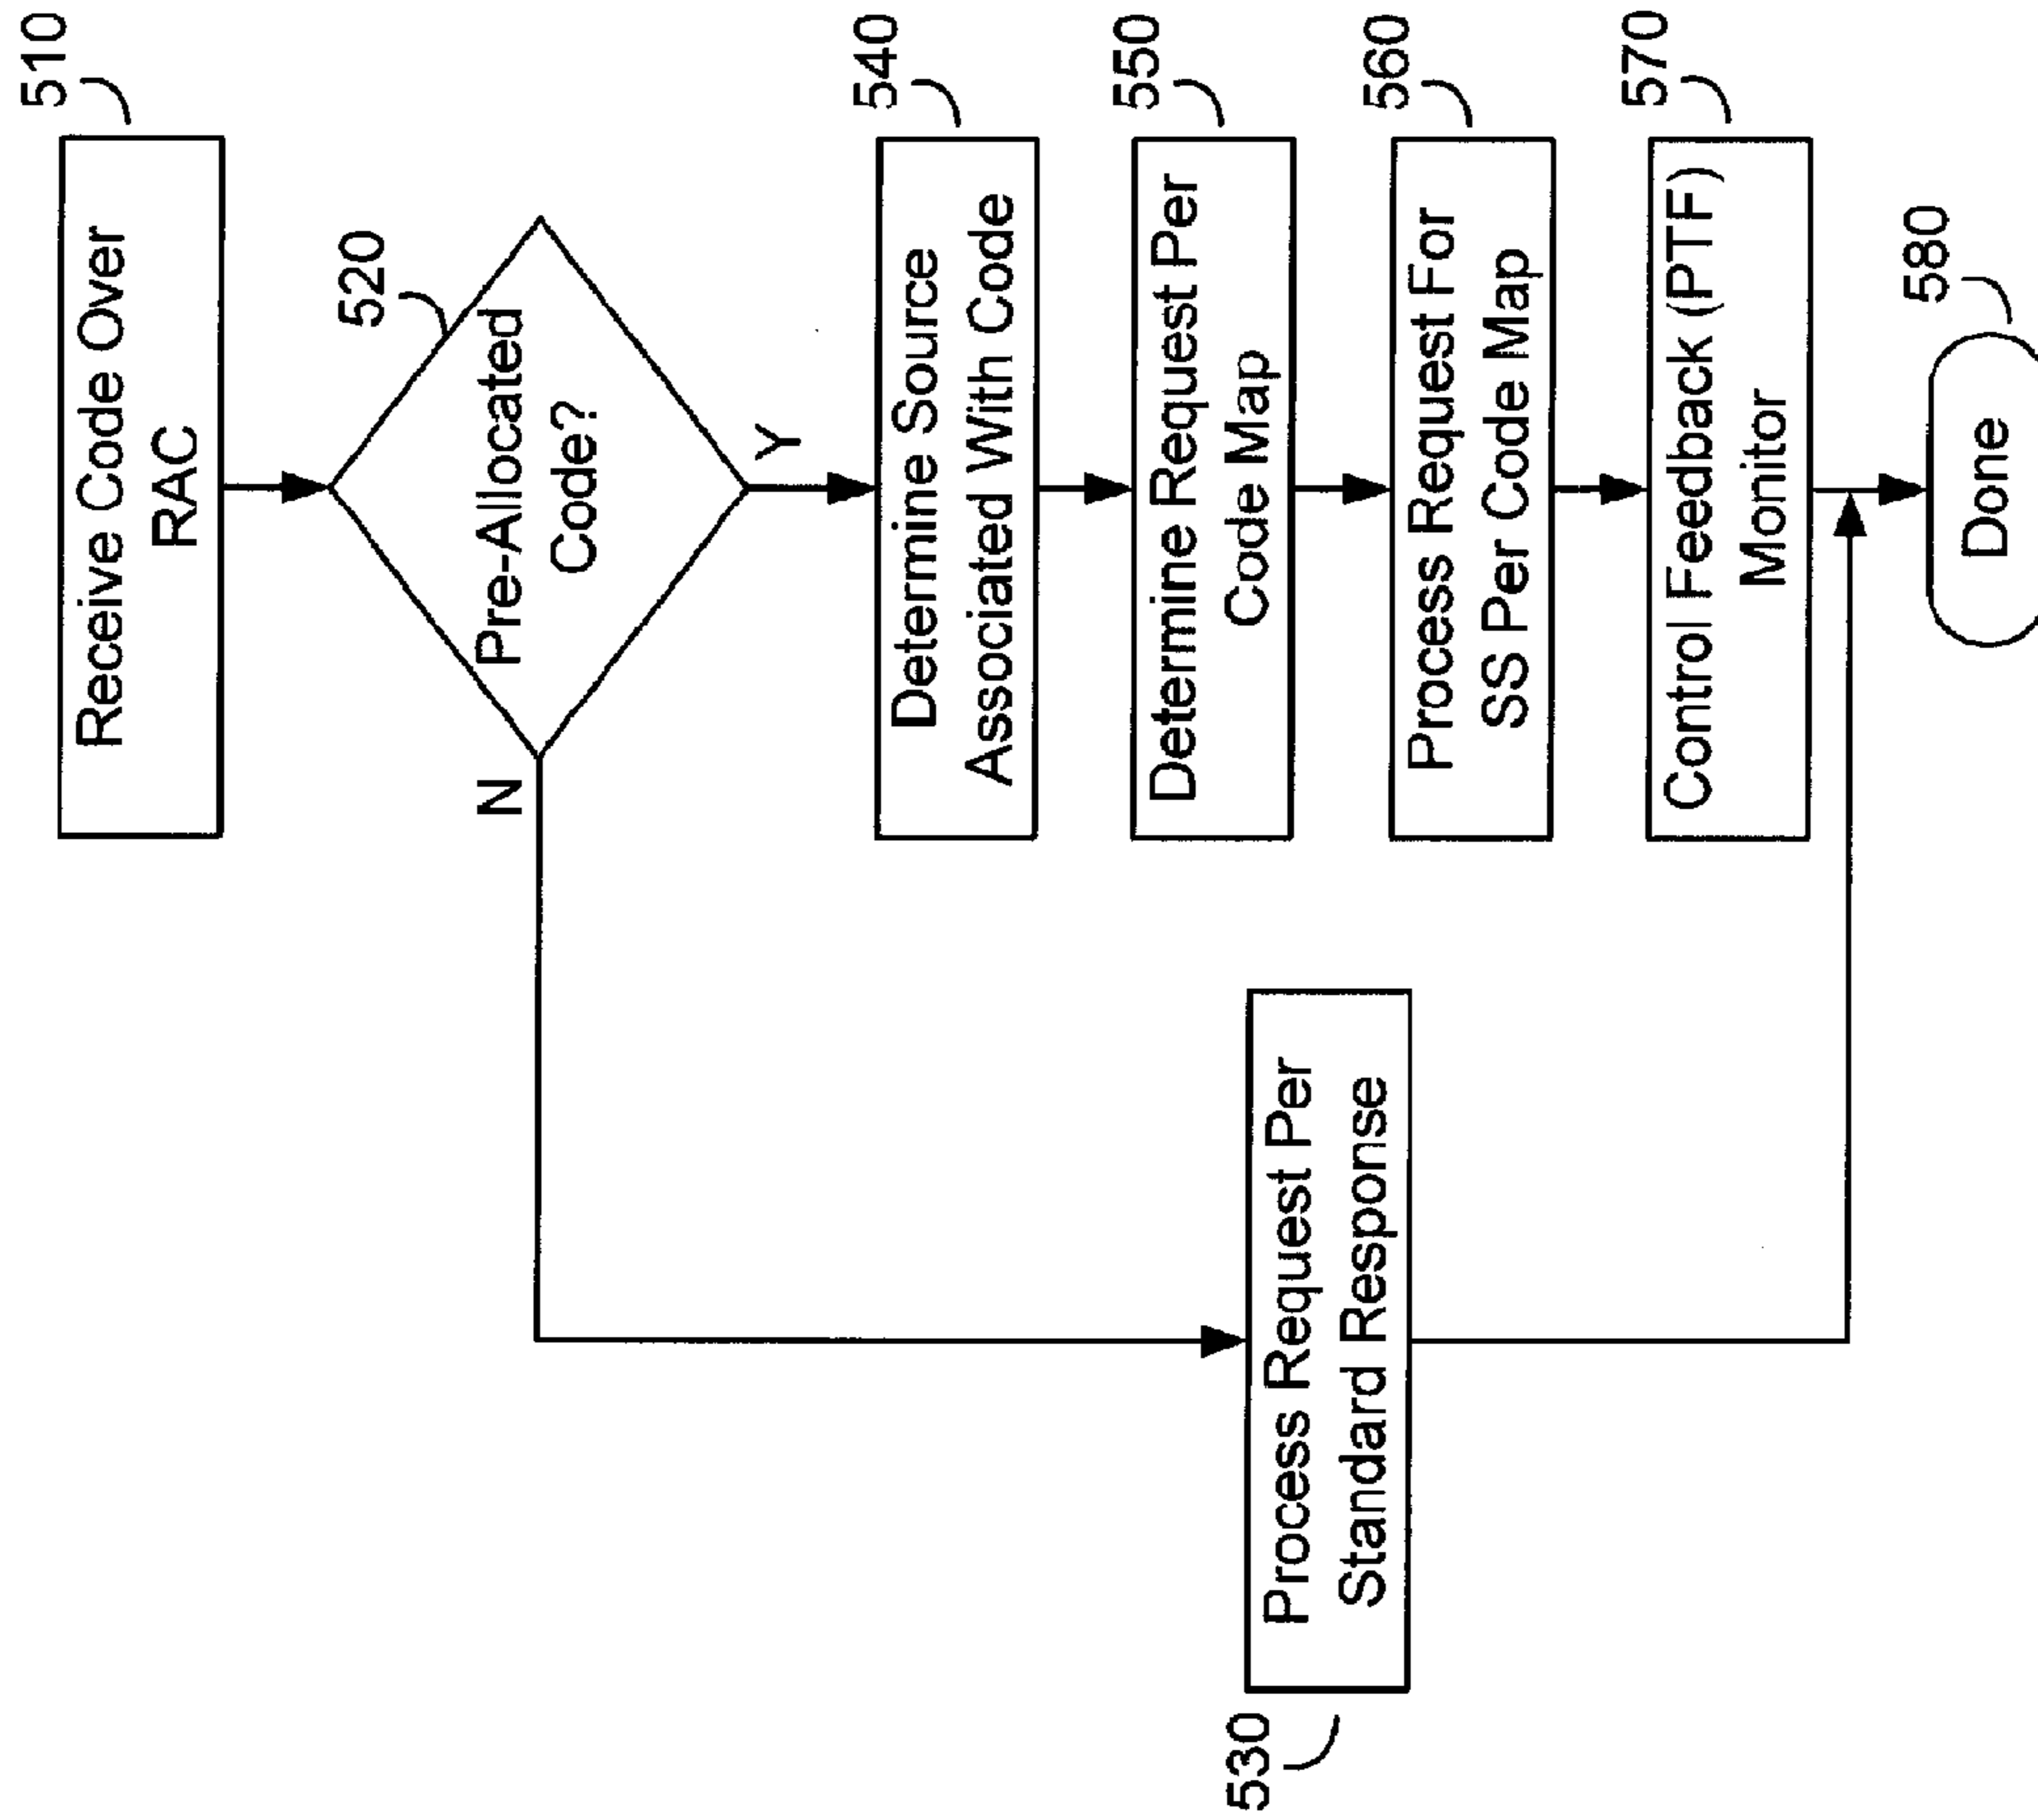 510
Receive Code Over
RAC
520
Pre-Allocated
Code?
N
Y
540
Determine Source
Associated With Code
550
Determine Request Per
Code Map
530
Process Request Per
Standard Response
560
Process Request For
SS Per Code Map
570
Control Feedback (PTF)
Monitor
580
Done